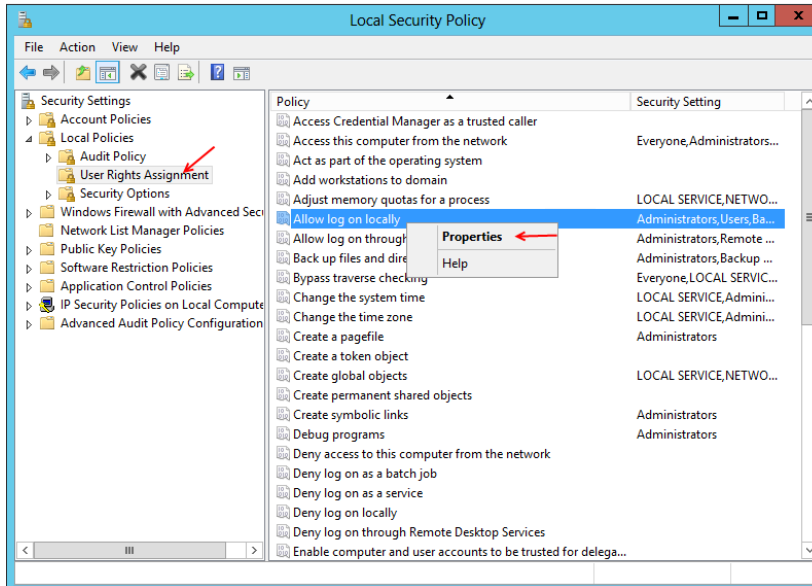 Local Security Policy
File Action View Help
Security Settings
Account Policies
Local Policies
Audit Policy
User Rights Assignment
Security Options
Windows Firewall with Advanced Secu
Network List Manager Policies
Public Key Policies
Software Restriction Policies
Application Control Policies
IP Security Policies on Local Compute
Advanced Audit Policy Configuration
Policy Security Setting
Access Credential Manager as a trusted caller
Access this computer from the network Everyone,Administrators...
Act as part of the operating system
Add workstations to domain
Adjust memory quotas for a process LOCAL SERVICE,NETWO...
Allow log on locally Administrators,Users,Ba...
Allow log on through Administrators,Remote ...
Back up files and dire Administrators,Backup ...
Bypass traverse checking Everyone,LOCAL SERVIC...
Change the system time LOCAL SERVICE,Admini...
Change the time zone LOCAL SERVICE,Admini...
Create a pagefile Administrators
Create a token object
Create global objects LOCAL SERVICE,NETWO...
Create permanent shared objects
Create symbolic links Administrators
Debug programs Administrators
Deny access to this computer from the network
Deny log on as a batch job
Deny log on as a service
Deny log on locally
Deny log on through Remote Desktop Services
Enable computer and user accounts to be trusted for delega...
Properties
Help